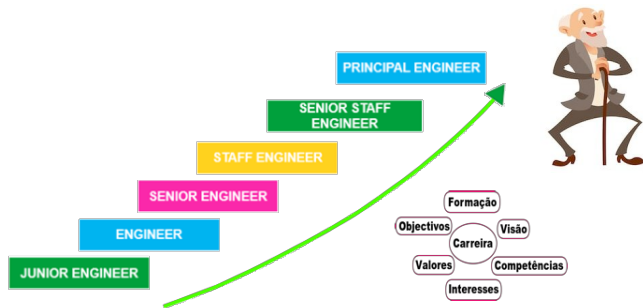 PRINCIPAL ENGINEER
SENIOR STAFF
ENGINEER
STAFF ENGINEER
SENIOR ENGINEER
ENGINEER
JUNIOR ENGINEER
Formação
Objectivos
Visão
Carreira
Valores
Competências
Interesses